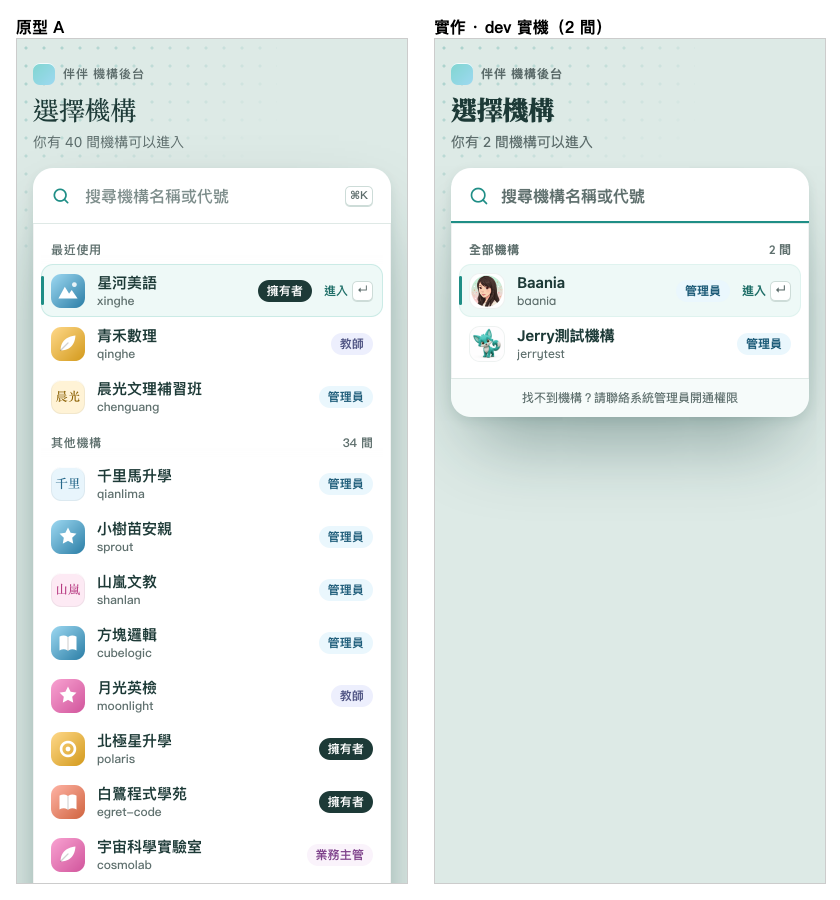 原型 A
伴伴 機構後台
選擇機構
你有 40 間機構可以進入
搜尋機構名稱或代號 ⌘K
最近使用
星河美語 擁有者 進入 ↵
xinghe
青禾數理 教師
qinghe
晨光 晨光文理補習班 管理員
chenguang
其他機構 34 間
千里 千里馬升學 管理員
qianlima
小樹苗安親 管理員
sprout
山嵐 山嵐文教 管理員
shanlan
方塊邏輯 管理員
cubelogic
月光英檢 教師
moonlight
北極星升學 擁有者
polaris
白鷺程式學苑 擁有者
egret-code
宇宙科學實驗室 業務主管
cosmolab
實作 · dev 實機（2 間）
伴伴 機構後台
選擇機構
你有 2 間機構可以進入
搜尋機構名稱或代號
全部機構 2 間
Baania 管理員 進入 ↵
baania
Jerry測試機構 管理員
jerrytest
找不到機構？請聯絡系統管理員開通權限